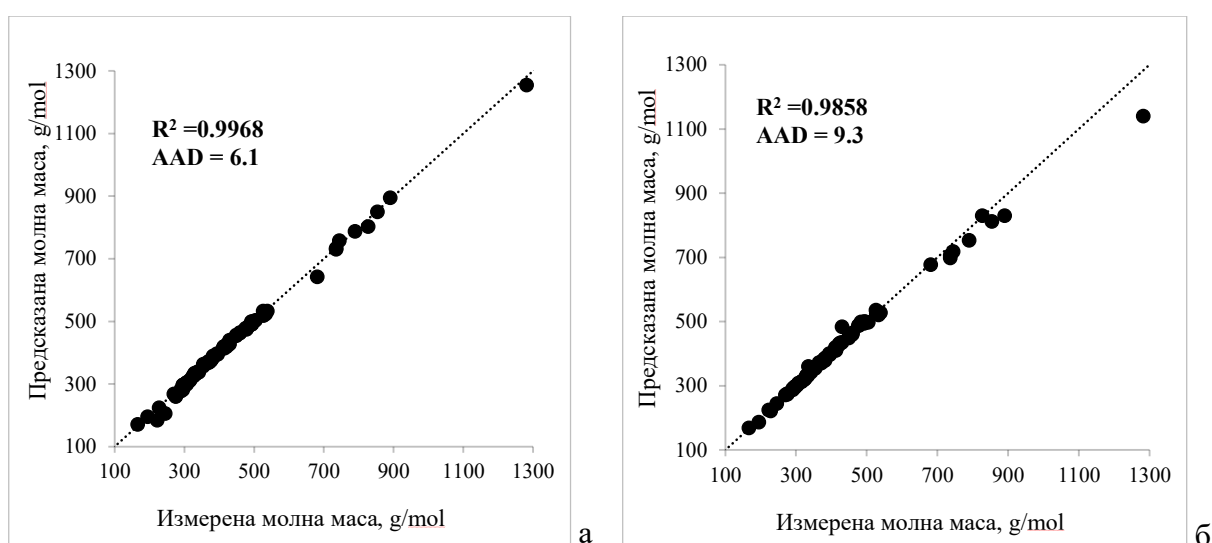 1300
1100
900
700
500
300
100
R² =0.9968
AAD = 6.1
Предсказана молна маса, g/mol
100 300 500 700 900 1100 1300
Измерена молна маса, g/mol
а
1300
1100
900
700
500
300
100
R² =0.9858
AAD = 9.3
Предсказана молна маса, g/mol
100 300 500 700 900 1100 1300
Измерена молна маса, g/mol
б